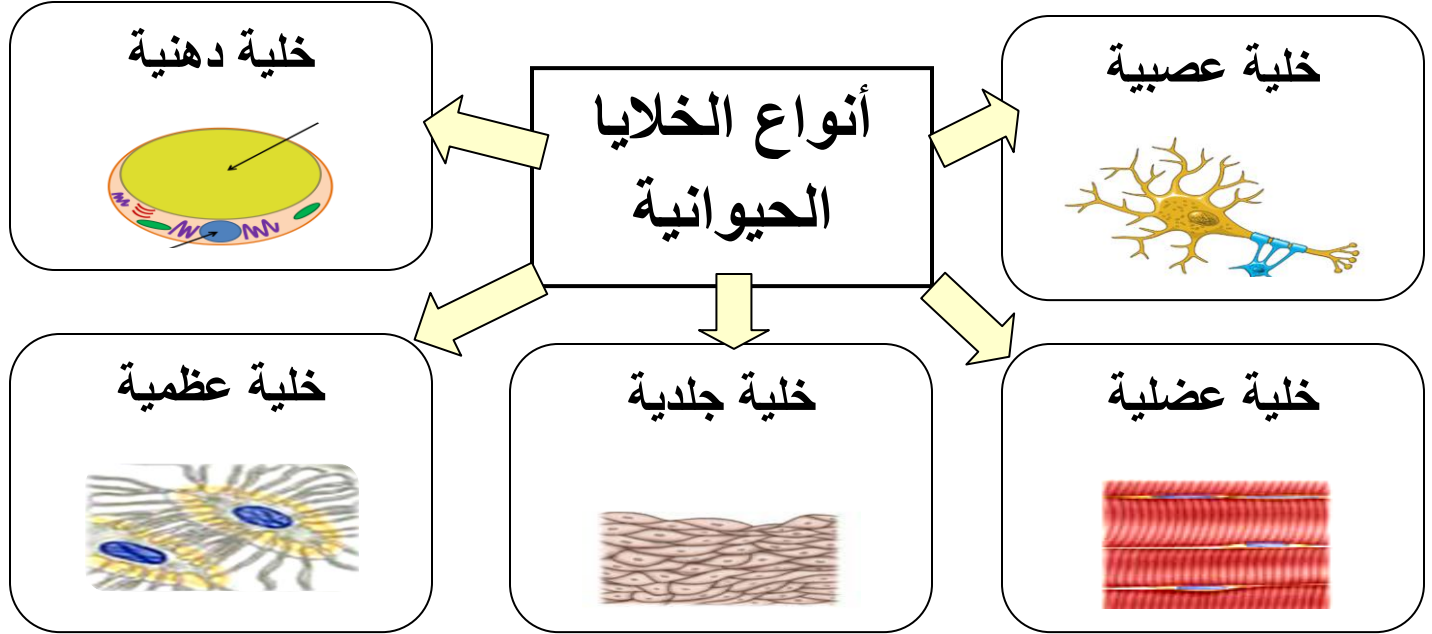 أنواع الخلايا
الحيوانية
خلية عصبية
خلية دهنية
خلية عضلية
خلية جلدية
خلية عظمية